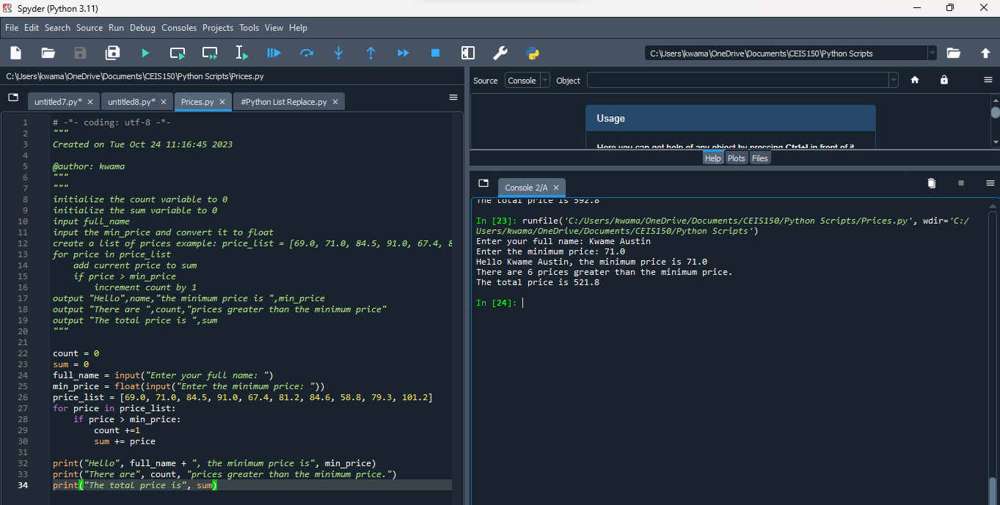 Spyder (Python 3.11)
File Edit Search Source Run Debug Consoles Projects Tools View Help
C:\Users\kwama\OneDrive\Documents\CEIS150\Python Scripts
C:\Users\kwama\OneDrive\Documents\CEIS150\Python Scripts\Prices.py
untitled7.py* untitled8.py* Prices.py #Python List Replace.py
1 # -*- coding: utf-8 -*-
2 """
3 Created on Tue Oct 24 11:16:45 2023
4
5 @author: kwama
6 """
7 """
8 initialize the count variable to 0
9 initialize the sum variable to 0
10 input full_name
11 input the min_price and convert it to float
12 create a list of prices example: price_list = [69.0, 71.0, 84.5, 91.0, 67.4, 8
13 for price in price_list
14     add current price to sum
15     if price > min_price
16         increment count by 1
17 output "Hello",name,"the minimum price is ",min_price
18 output "There are ",count,"prices greater than the minimum price"
19 output "The total price is ",sum
20 """
21
22 count = 0
23 sum = 0
24 full_name = input("Enter your full name: ")
25 min_price = float(input("Enter the minimum price: "))
26 price_list = [69.0, 71.0, 84.5, 91.0, 67.4, 81.2, 84.6, 58.8, 79.3, 101.2]
27 for price in price_list:
28     if price > min_price:
29         count +=1
30         sum += price
31
32 print("Hello", full_name + ", the minimum price is", min_price)
33 print("There are", count, "prices greater than the minimum price.")
34 print("The total price is", sum)
Source Console Object
Usage
Here you can get help of any object by pressing Ctrl+I in front of it
Help Plots Files
Console 2/A
The total price is 592.8
In [23]: runfile('C:/Users/kwama/OneDrive/Documents/CEIS150/Python Scripts/Prices.py', wdir='C:/
Users/kwama/OneDrive/Documents/CEIS150/Python Scripts')
Enter your full name: Kwame Austin
Enter the minimum price: 71.0
Hello Kwame Austin, the minimum price is 71.0
There are 6 prices greater than the minimum price.
The total price is 521.8
In [24]: